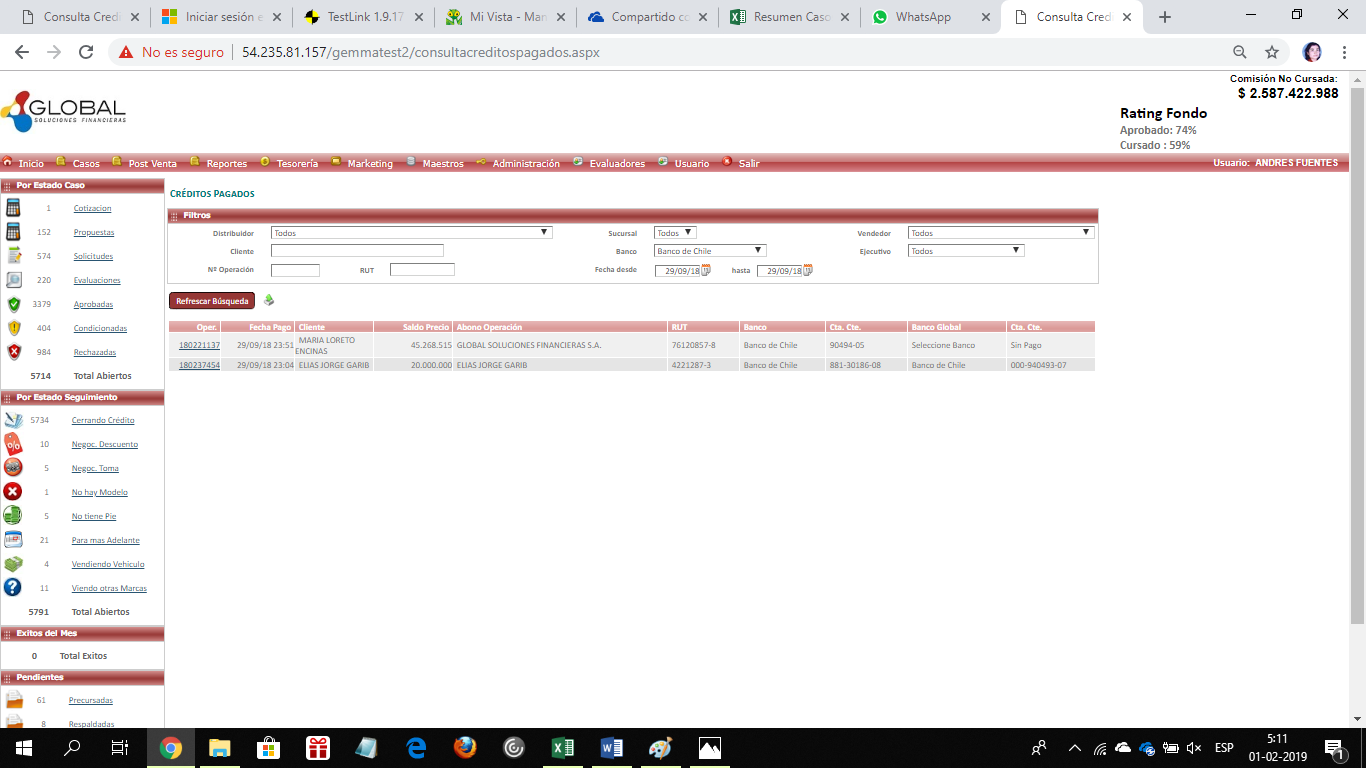 Consulta Credi
Iniciar sesión e
TestLink 1.9.17
Mi Vista - Man
Compartido co
Resumen Caso
WhatsApp
Consulta Credi
No es seguro | 54.235.81.157/gemmatest2/consultacreditospagados.aspx
Comisión No Cursada:
$ 2.587.422.988
GLOBAL
SOLUCIONES FINANCIERAS
Rating Fondo
Aprobado: 74%
Cursado : 59%
Inicio Casos Post Venta Reportes Tesorería Marketing Maestros Administración Evaluadores Usuario Salir Usuario: ANDRES FUENTES
Por Estado Caso
1 Cotizacion
152 Propuestas
574 Solicitudes
220 Evaluaciones
3379 Aprobadas
404 Condicionadas
984 Rechazadas
5714 Total Abiertos
Por Estado Seguimiento
5734 Cerrando Crédito
10 Negoc. Descuento
5 Negoc. Toma
1 No hay Modelo
5 No tiene Pie
21 Para mas Adelante
4 Vendiendo Vehiculo
11 Viendo otras Marcas
5791 Total Abiertos
Exitos del Mes
0 Total Exitos
Pendientes
61 Precursadas
8 Respaldadas
CRÉDITOS PAGADOS
Filtros
Distribuidor Todos Sucursal Todos Vendedor Todos
Cliente Banco Banco de Chile Ejecutivo Todos
Nº Operación RUT Fecha desde 29/09/18 hasta 29/09/18
Refrescar Búsqueda
Oper. Fecha Pago Cliente Saldo Precio Abono Operación RUT Banco Cta. Cte. Banco Global Cta. Cte.
180221137 29/09/18 23:51 MARIA LORETO ENCINAS 45.268.515 GLOBAL SOLUCIONES FINANCIERAS S.A. 76120857-8 Banco de Chile 90494-05 Seleccione Banco Sin Pago
180237454 29/09/18 23:04 ELIAS JORGE GARIB 20.000.000 ELIAS JORGE GARIB 4221287-3 Banco de Chile 881-30186-08 Banco de Chile 000-940493-07
ESP
5:11
01-02-2019
1